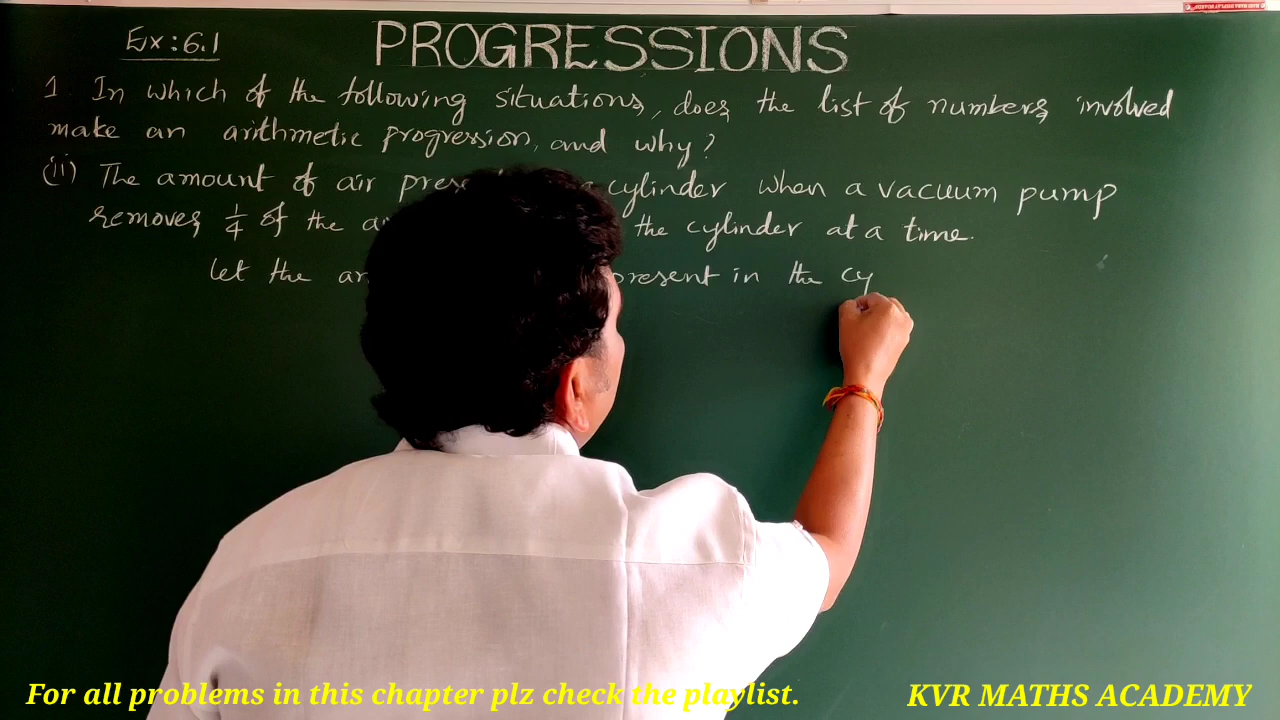 Ex: 6.1
PROGRESSIONS
1. In which of the following situations, does the list of numbers involved
make an arithmetic progression, and why?
(ii) The amount of air cylinder when a vacuum pump
removes 1/4 of the the cylinder at a time.
let the present in the cy
For all problems in this chapter plz check the playlist.
KVR MATHS ACADEMY